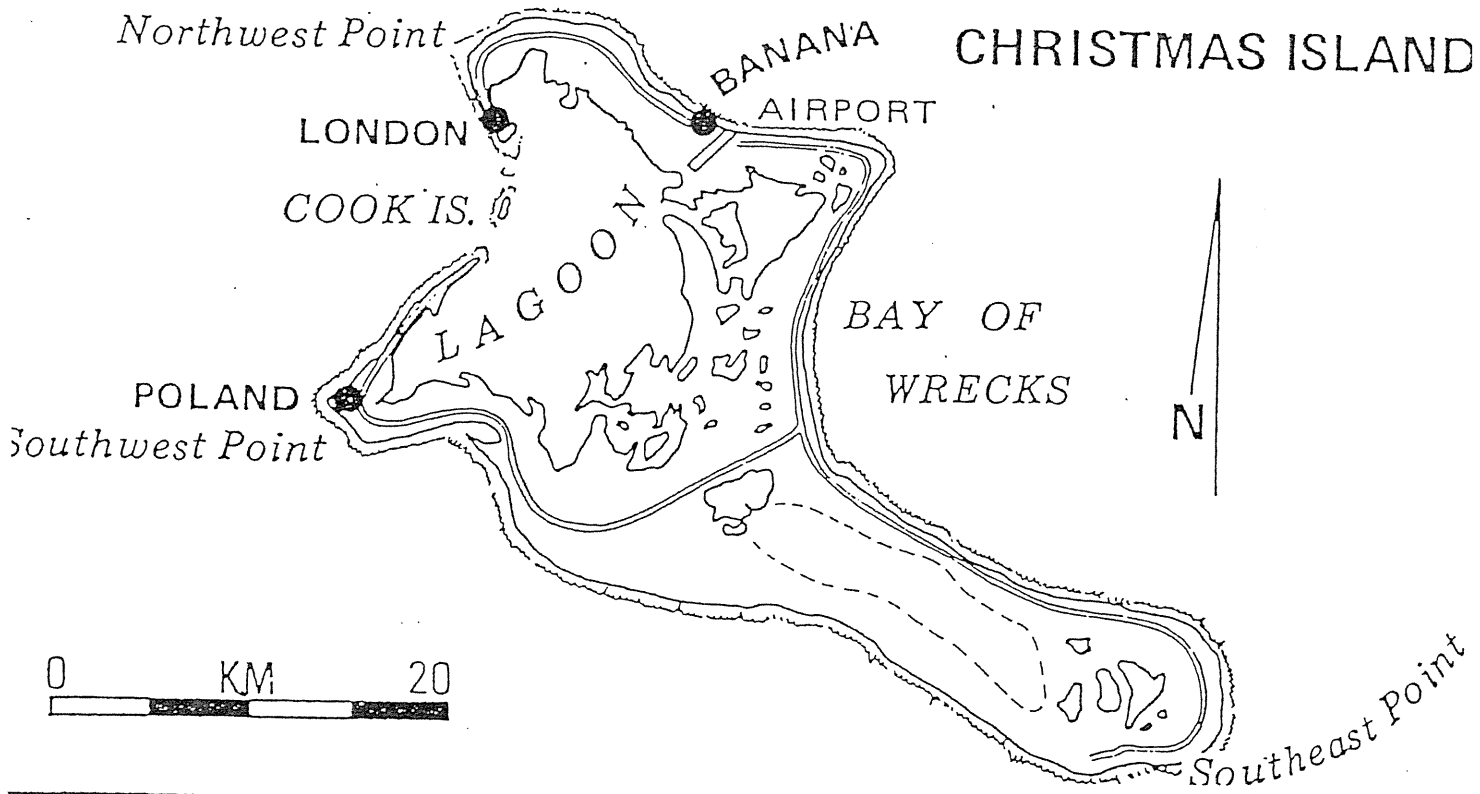 Northwest Point
BANANA
CHRISTMAS ISLAND
AIRPORT
LONDON
COOK IS.
LAGOON
BAY OF
WRECKS
POLAND
Southwest Point
N
0 KM 20
Southeast Point